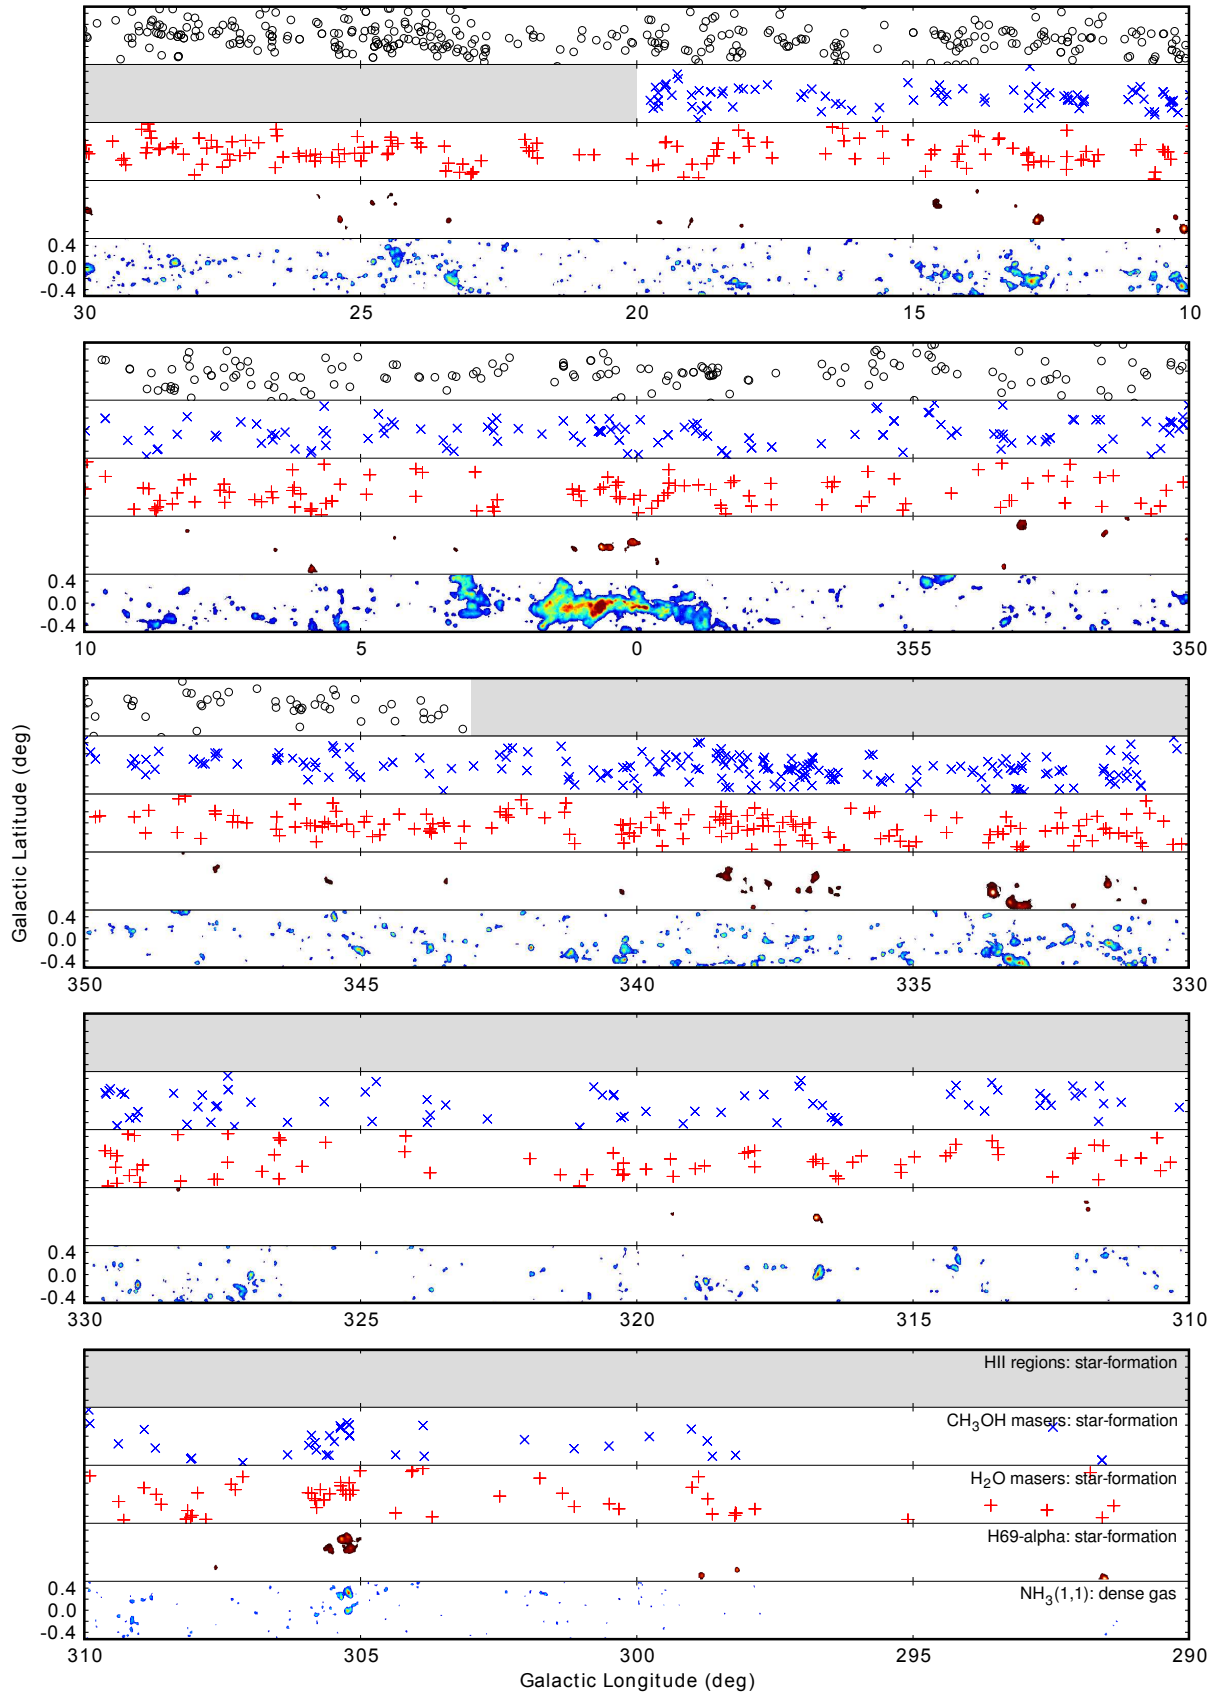 0.4
0.0
-0.4
30 25 20 15 10
0.4
0.0
-0.4
10 5 0 355 350
Galactic Latitude (deg)
0.4
0.0
-0.4
350 345 340 335 330
0.4
0.0
-0.4
330 325 320 315 310
HII regions: star-formation
CH₃OH masers: star-formation
H₂O masers: star-formation
H69-alpha: star-formation
NH₃(1,1): dense gas
0.4
0.0
-0.4
310 305 300 295 290
Galactic Longitude (deg)